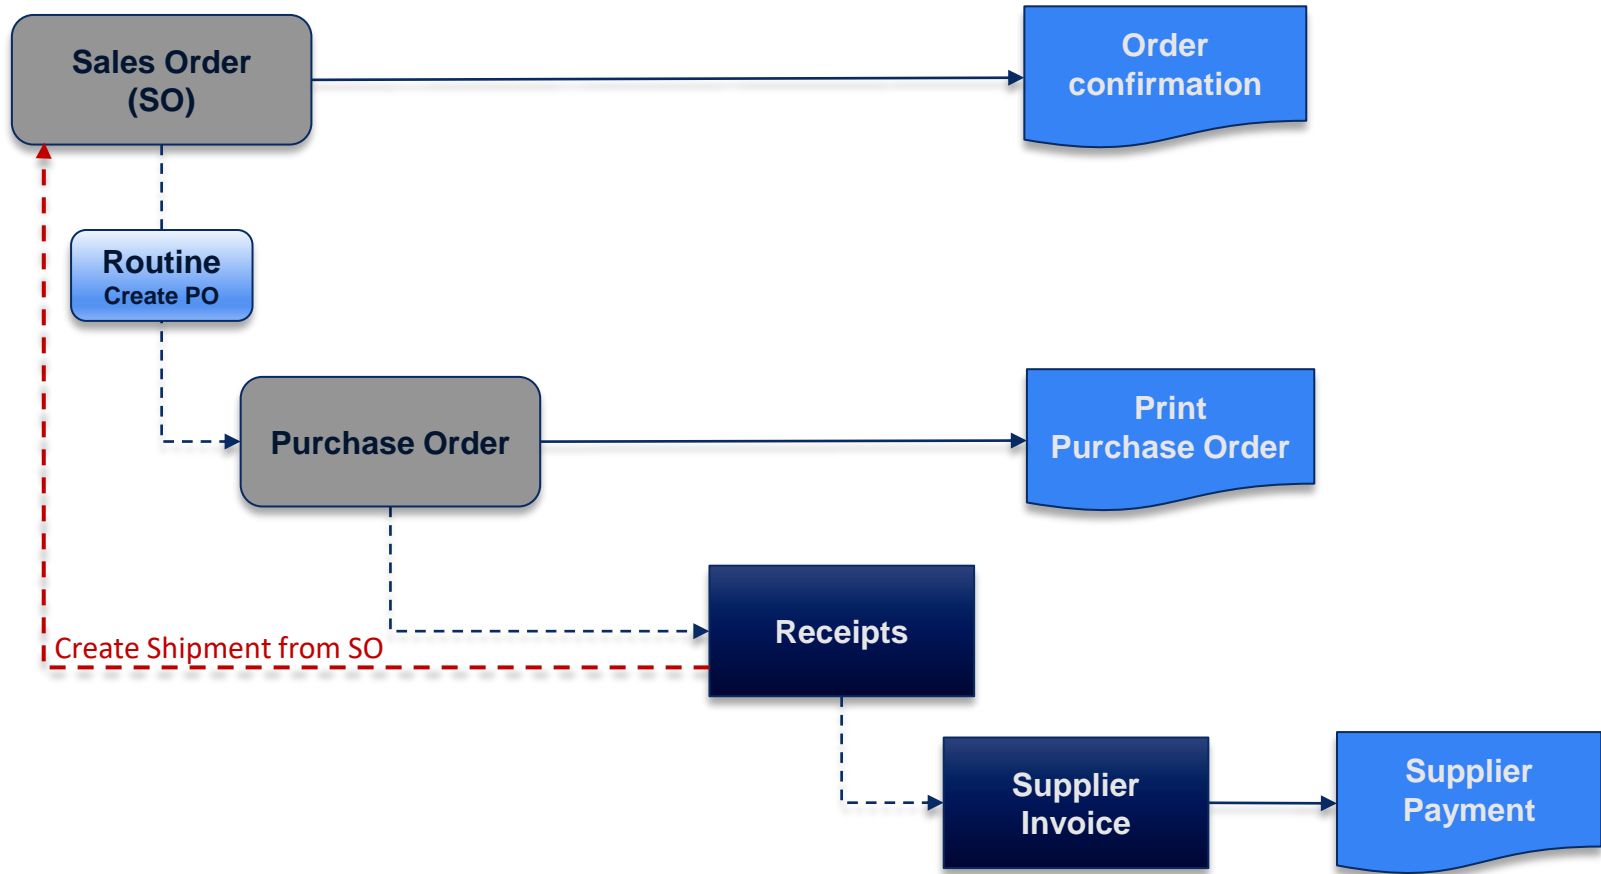 Sales Order
(SO)
Order
confirmation
Routine
Create PO
Purchase Order
Print
Purchase Order
Receipts
Create Shipment from SO
Supplier
Invoice
Supplier
Payment